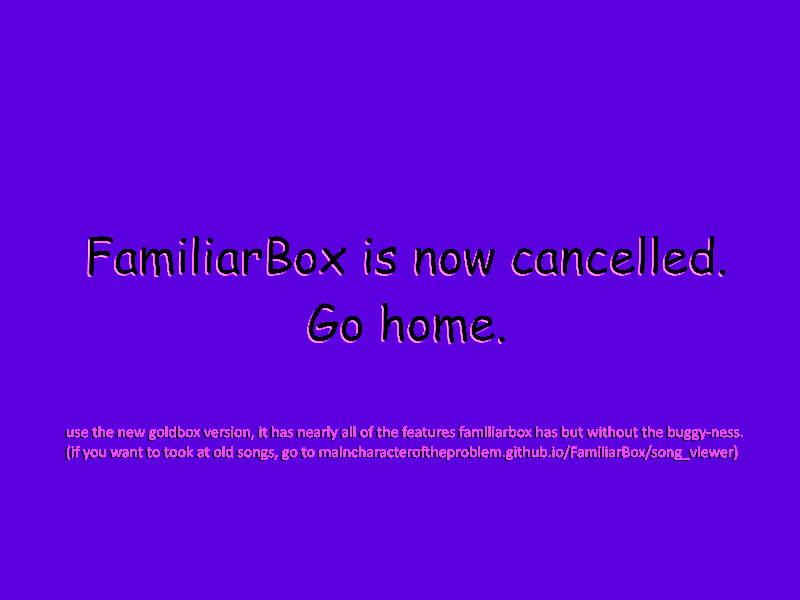 FamiliarBox is now cancelled.
Go home.
use the new goldbox version, it has nearly all of the features familiarbox has but without the buggy-ness.
(if you want to took at old songs, go to maincharacteroftheproblem.github.io/FamiliarBox/song_viewer)